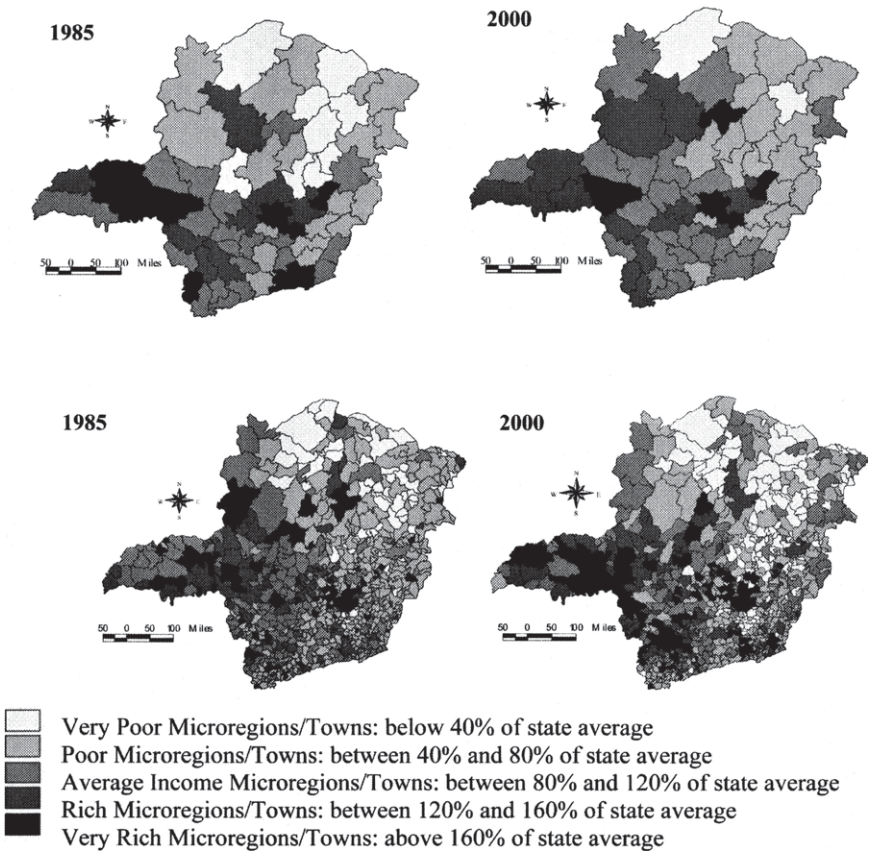 1985
2000
N
W E
S
N
W E
S
50 0 50 100 Miles
50 0 50 100 Miles
1985
2000
N
W E
S
N
W E
S
50 0 50 100 Miles
50 0 50 100 Miles
Very Poor Microregions/Towns: below 40% of state average
Poor Microregions/Towns: between 40% and 80% of state average
Average Income Microregions/Towns: between 80% and 120% of state average
Rich Microregions/Towns: between 120% and 160% of state average
Very Rich Microregions/Towns: above 160% of state average